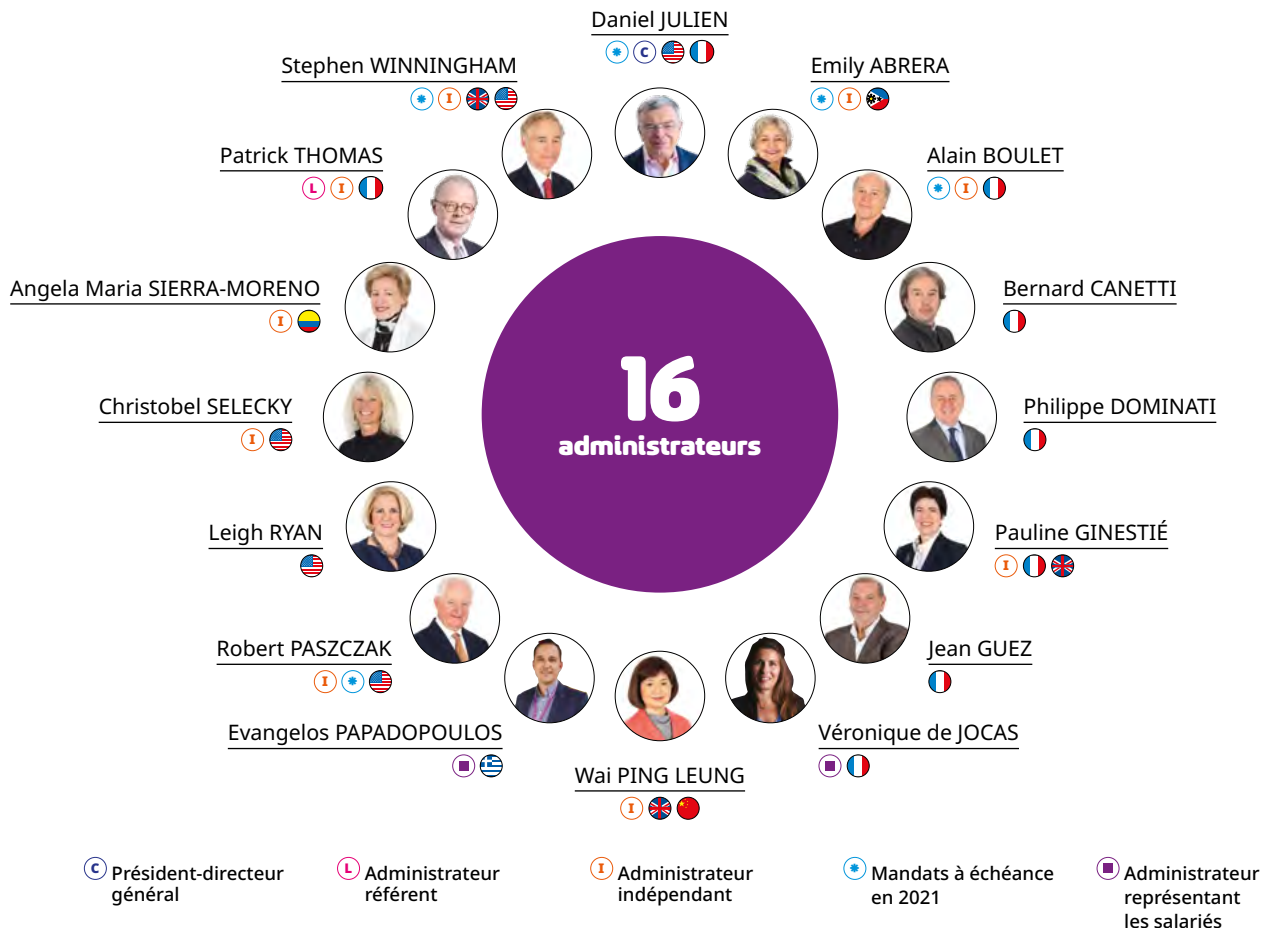 Daniel JULIEN
C
Stephen WINNINGHAM
I
Emily ABRERA
I
Patrick THOMAS
L I
Alain BOULET
I
Angela Maria SIERRA-MORENO
I
Bernard CANETTI
16
administrateurs
Christobel SELECKY
I
Philippe DOMINATI
Leigh RYAN
Pauline GINESTIÉ
I
Robert PASZCZAK
I
Jean GUEZ
Evangelos PAPADOPOULOS
Véronique de JOCAS
Wai PING LEUNG
I
C Président-directeur
général
L Administrateur
référent
I Administrateur
indépendant
Mandats à échéance
en 2021
Administrateur
représentant
les salariés